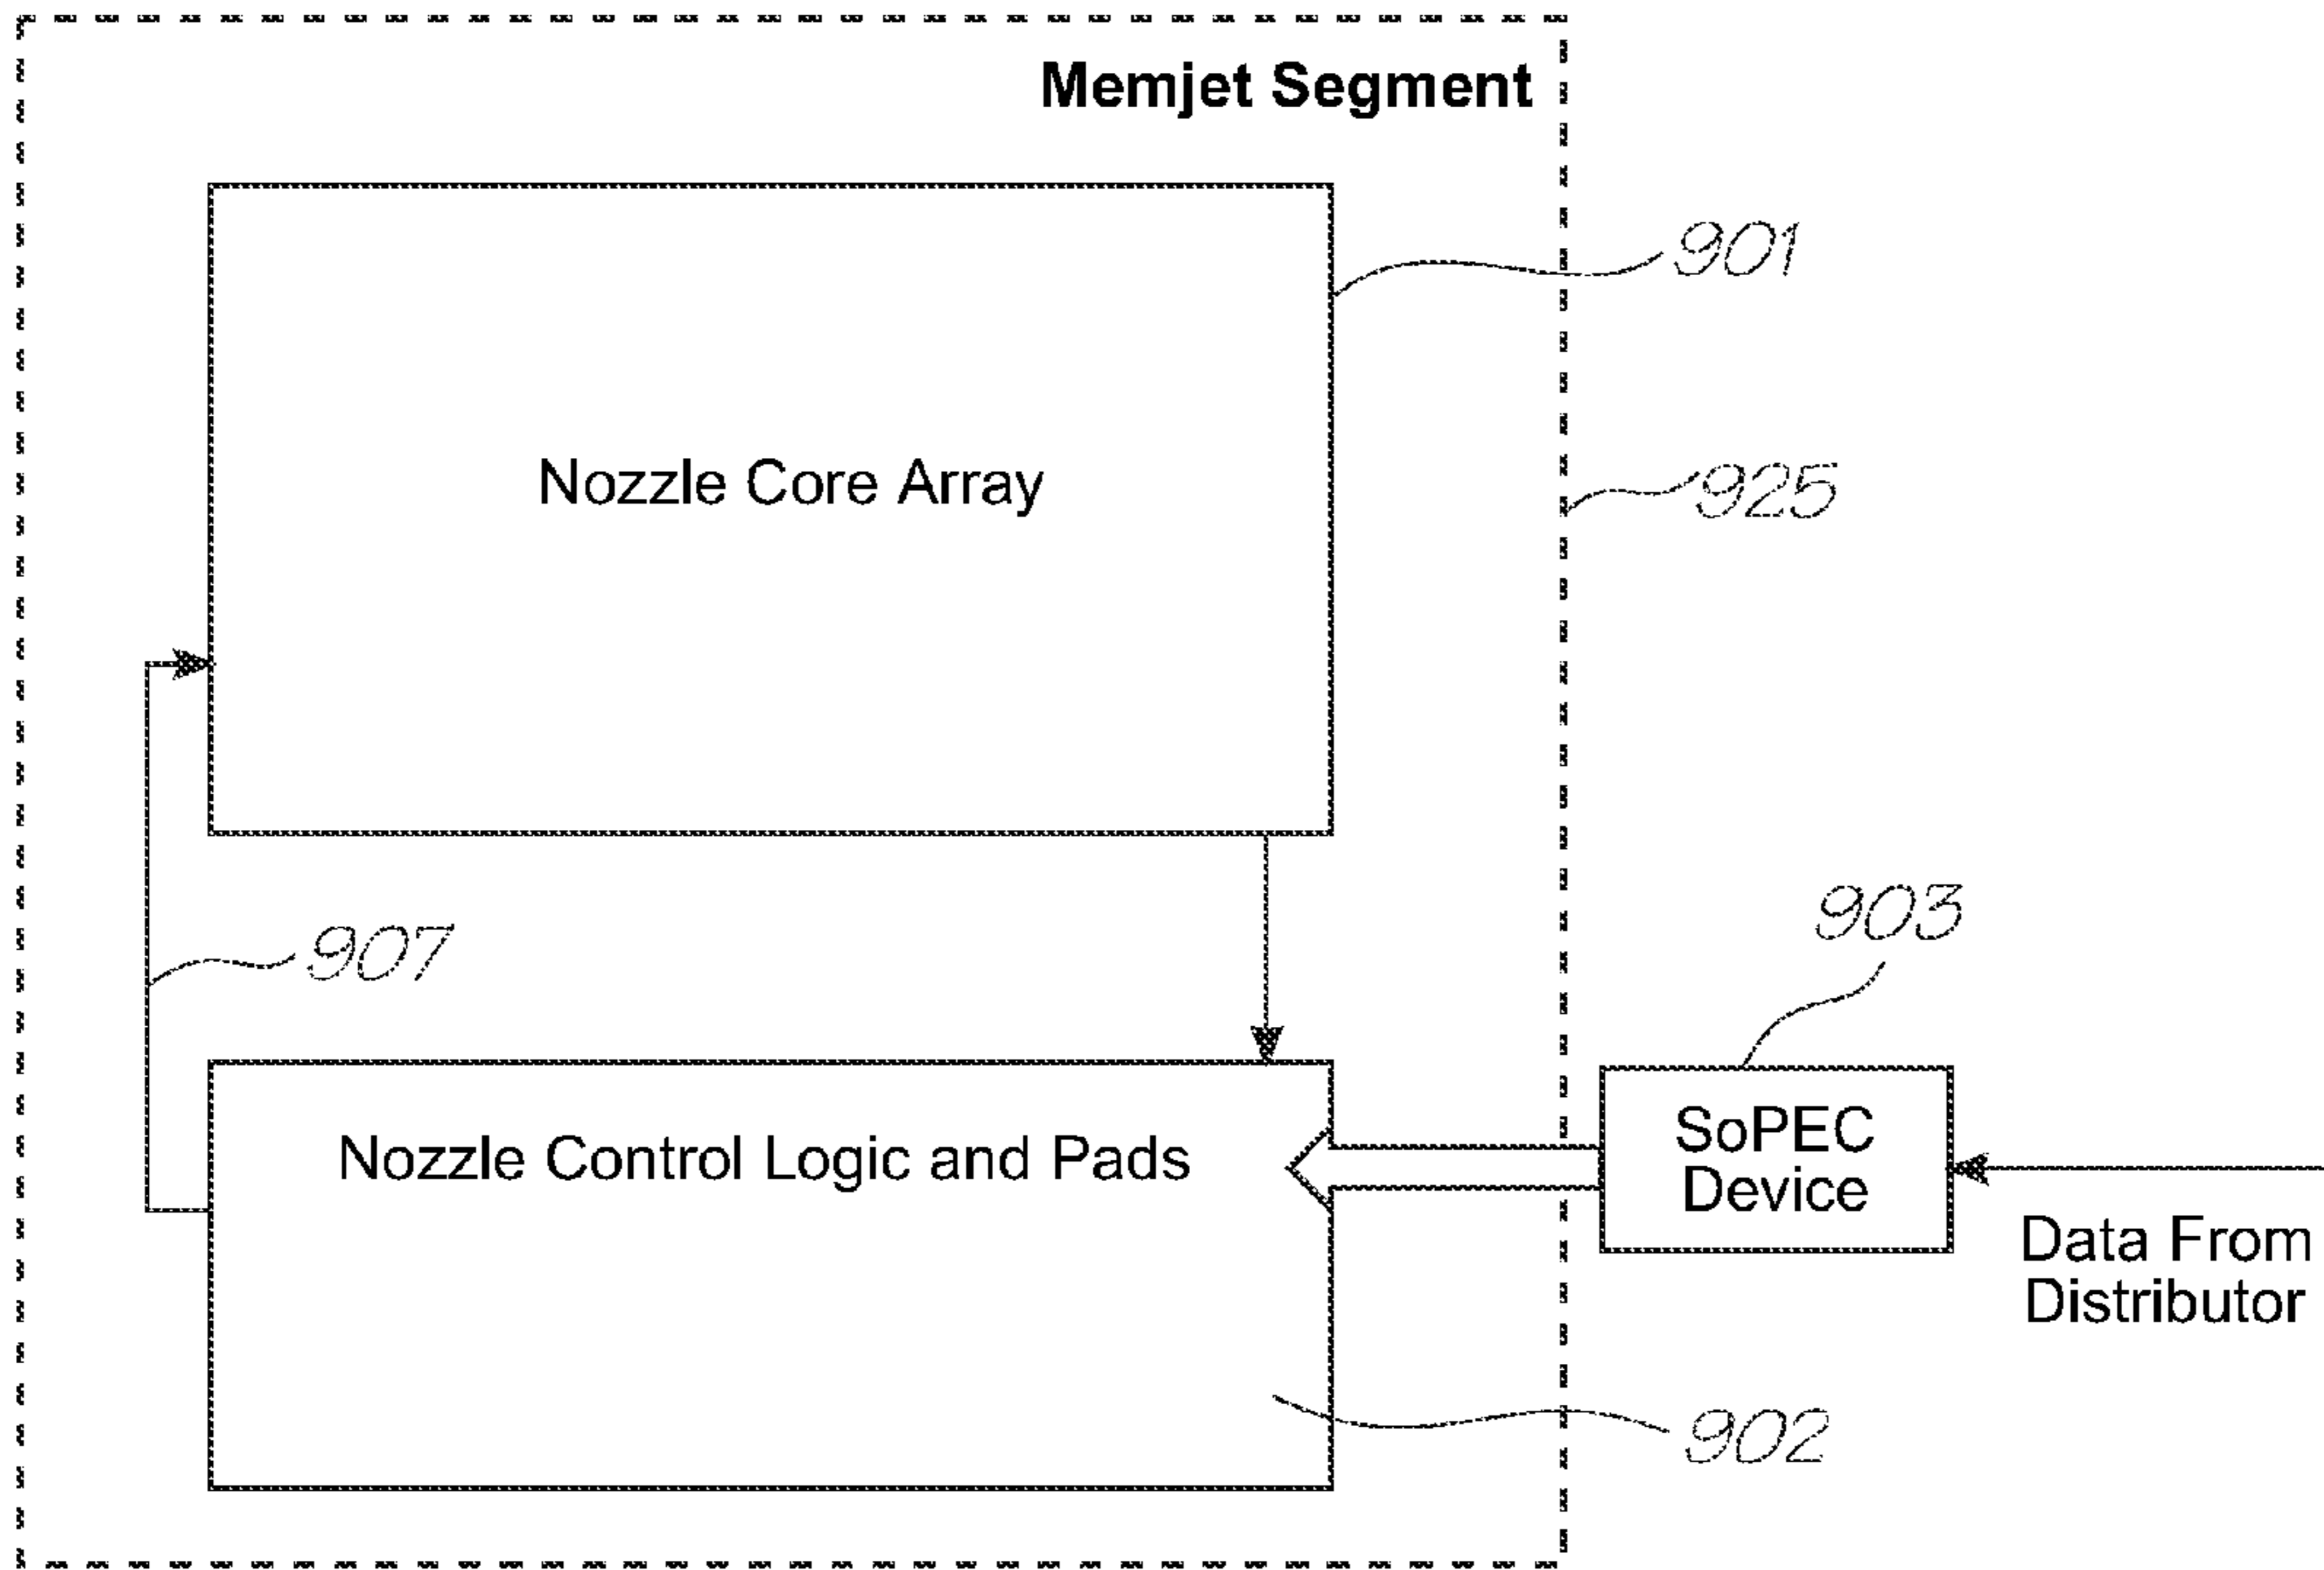 Memjet Segment
901
Nozzle Core Array
925
903
907
SoPEC
Device
Nozzle Control Logic and Pads
Data From
Distributor
902